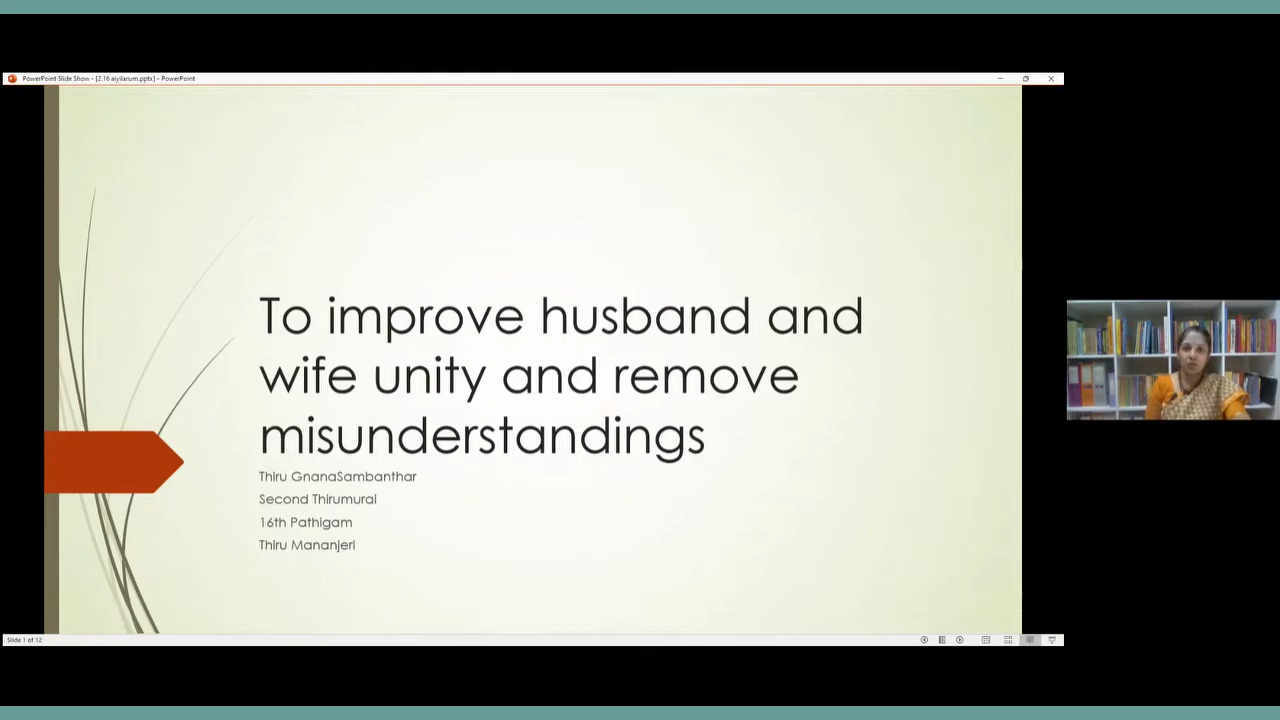 PowerPoint Slide Show - [2.16 aiyilarum.pptx] - PowerPoint
To improve husband and
wife unity and remove
misunderstandings
Thiru GnanaSambanthar
Second Thirumurai
16th Pathigam
Thiru Mananjeri
Slide 1 of 12